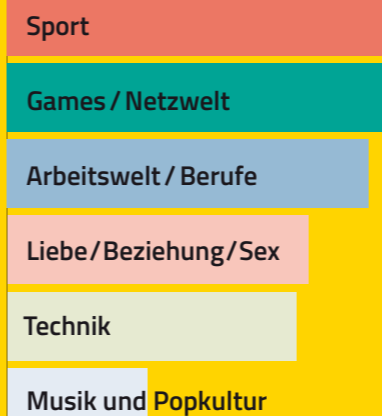 Sport
Games / Netzwelt
Arbeitswelt / Berufe
Liebe/Beziehung/Sex
Technik
Musik und Popkultur